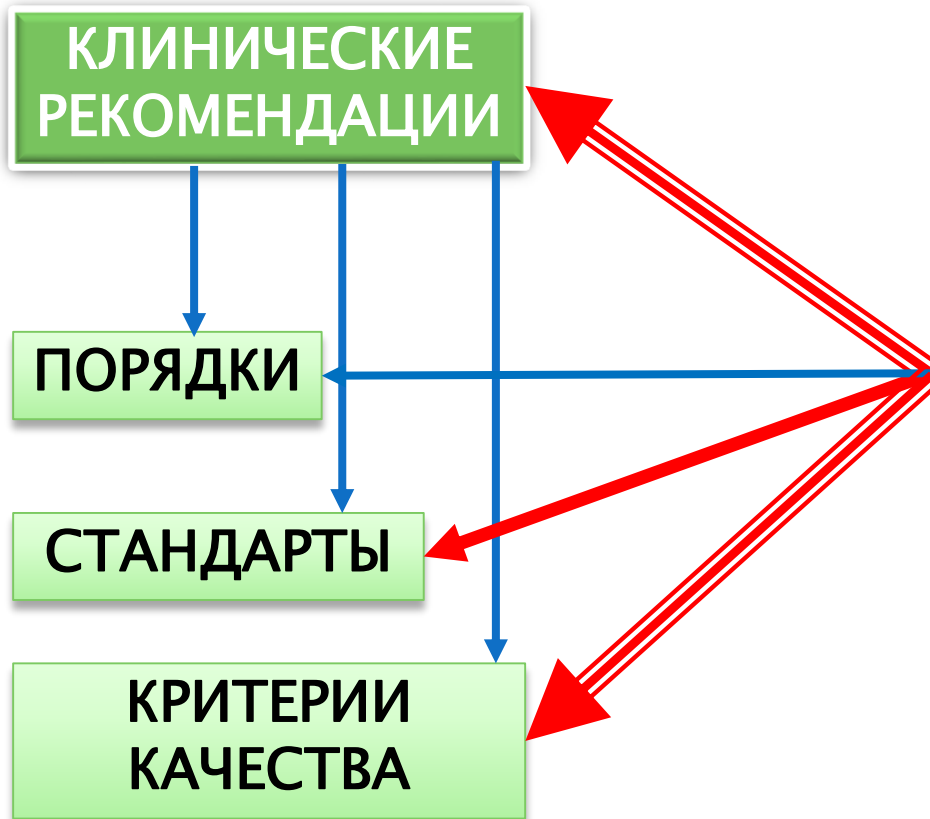 КЛИНИЧЕСКИЕ
РЕКОМЕНДАЦИИ
ПОРЯДКИ
СТАНДАРТЫ
КРИТЕРИИ
КАЧЕСТВА